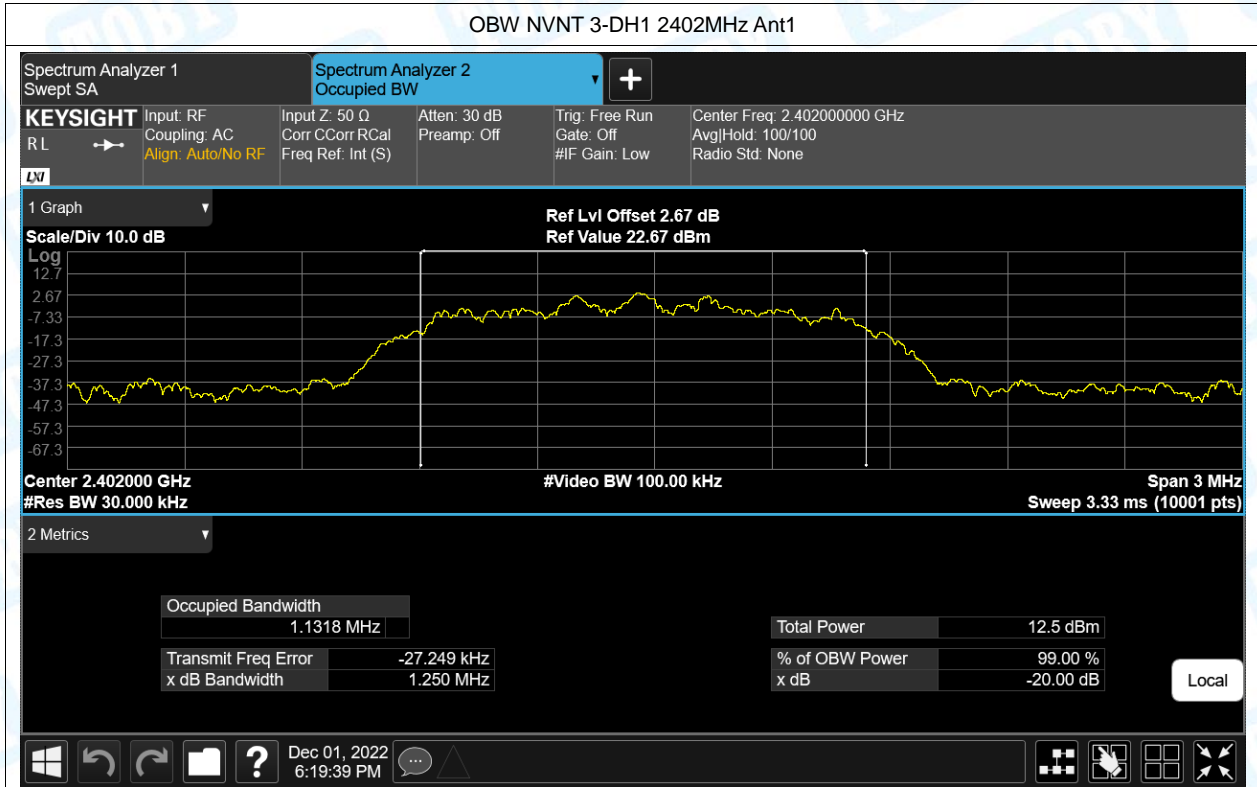 OBW NVNT 3-DH1 2402MHz Ant1
Spectrum Analyzer 1
Swept SA
Spectrum Analyzer 2
Occupied BW
KEYSIGHT
R L
LXI
Input: RF
Coupling: AC
Align: Auto/No RF
Input Z: 50 Ω
Corr CCorr RCal
Freq Ref: Int (S)
Atten: 30 dB
Preamp: Off
Trig: Free Run
Gate: Off
#IF Gain: Low
Center Freq: 2.402000000 GHz
Avg|Hold: 100/100
Radio Std: None
1 Graph
Scale/Div 10.0 dB
Ref Lvl Offset 2.67 dB
Ref Value 22.67 dBm
Log
12.7
2.67
-7.33
-17.3
-27.3
-37.3
-47.3
-57.3
-67.3
Center 2.402000 GHz
#Res BW 30.000 kHz
#Video BW 100.00 kHz
Span 3 MHz
Sweep 3.33 ms (10001 pts)
2 Metrics
Occupied Bandwidth
1.1318 MHz
Transmit Freq Error -27.249 kHz
x dB Bandwidth 1.250 MHz
Total Power 12.5 dBm
% of OBW Power 99.00 %
x dB -20.00 dB
Local
Dec 01, 2022
6:19:39 PM
TOBY